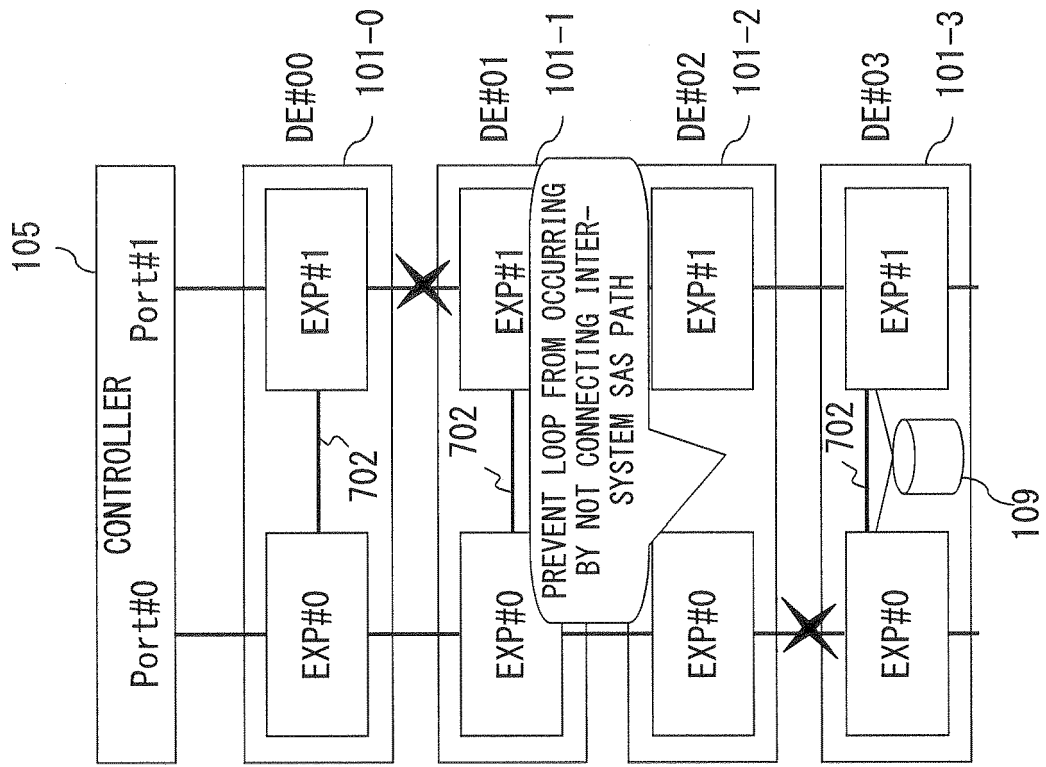 105
CONTROLLER
Port#0
Port#1
DE#00
101-0
EXP#0
EXP#1
702
DE#01
101-1
EXP#0
EXP#1
702
PREVENT LOOP FROM OCCURRING
BY NOT CONNECTING INTER-
SYSTEM SAS PATH
DE#02
101-2
EXP#0
EXP#1
DE#03
101-3
EXP#0
EXP#1
702
109